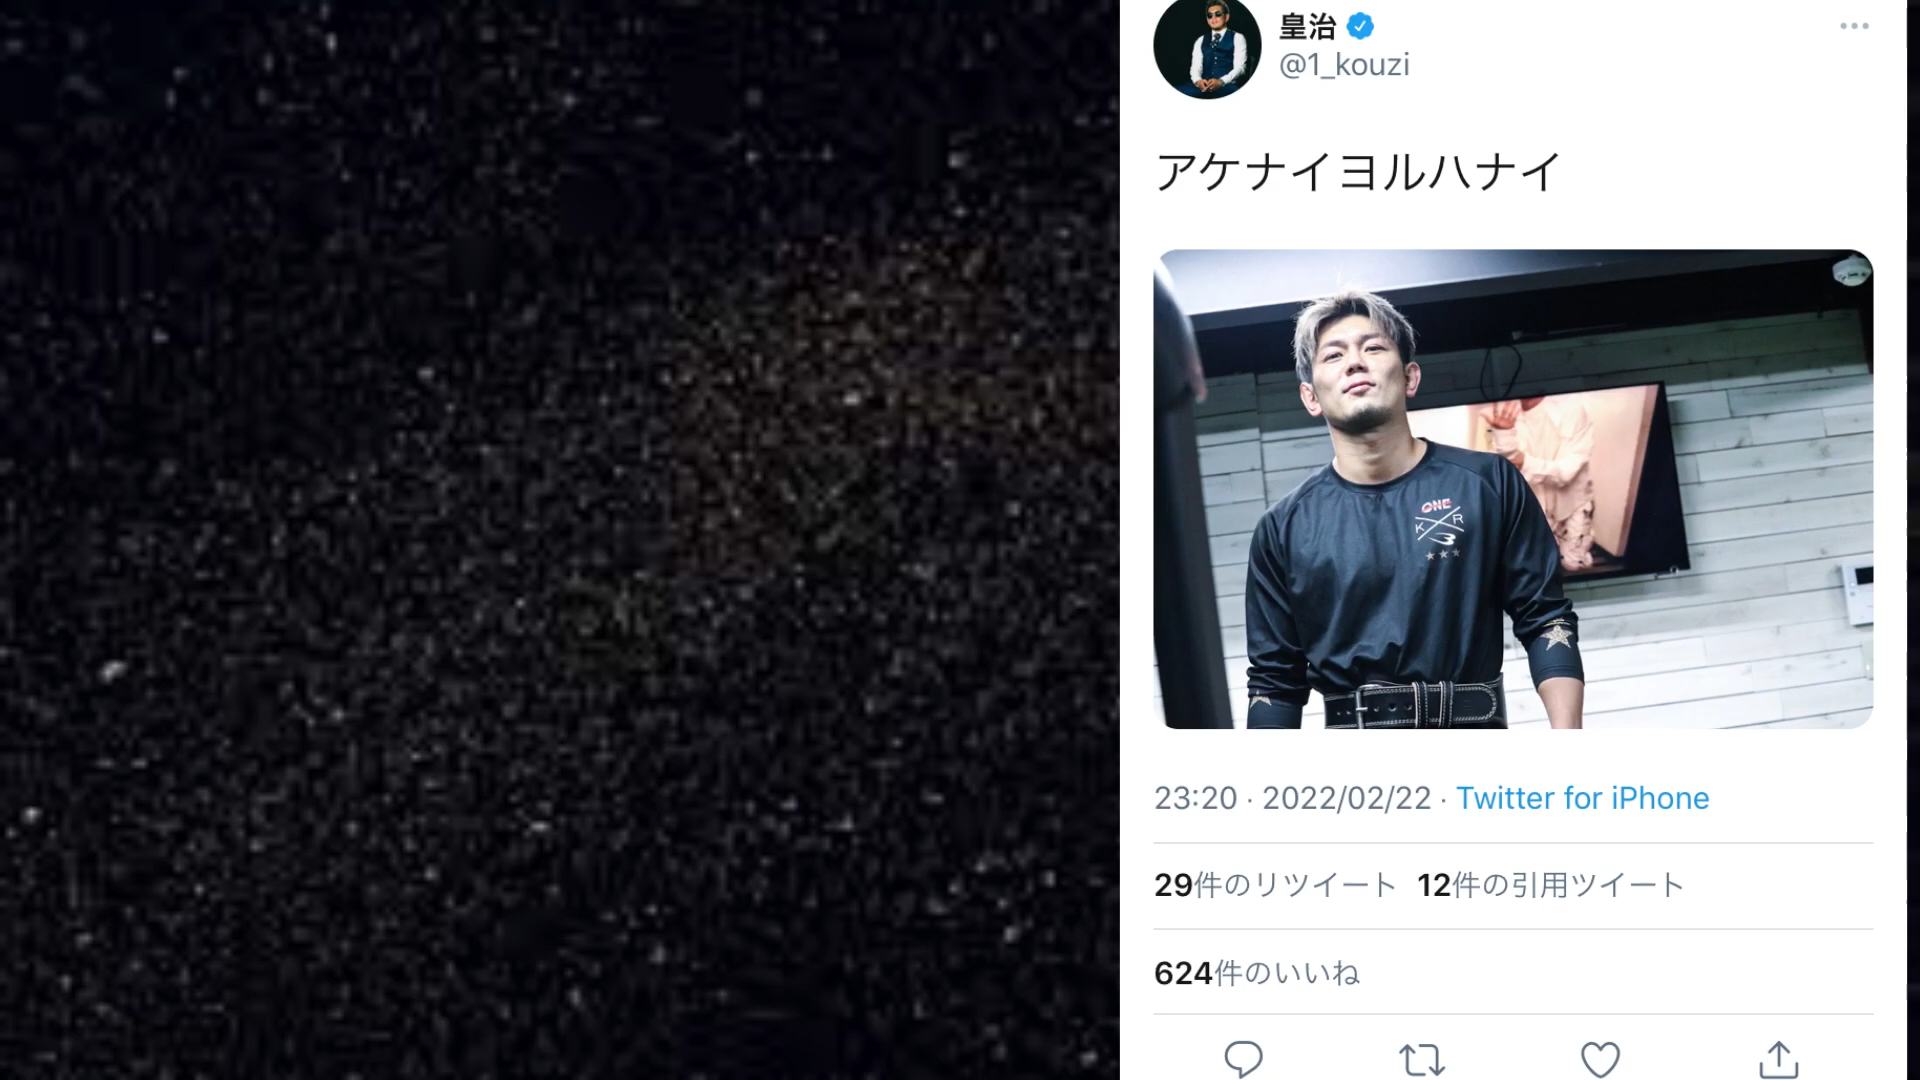 皇治
@1_kouzi
アケナイヨルハナイ
ONE
K R
23:20 · 2022/02/22 · Twitter for iPhone
29件のリツイート 12件の引用ツイート
624件のいいね